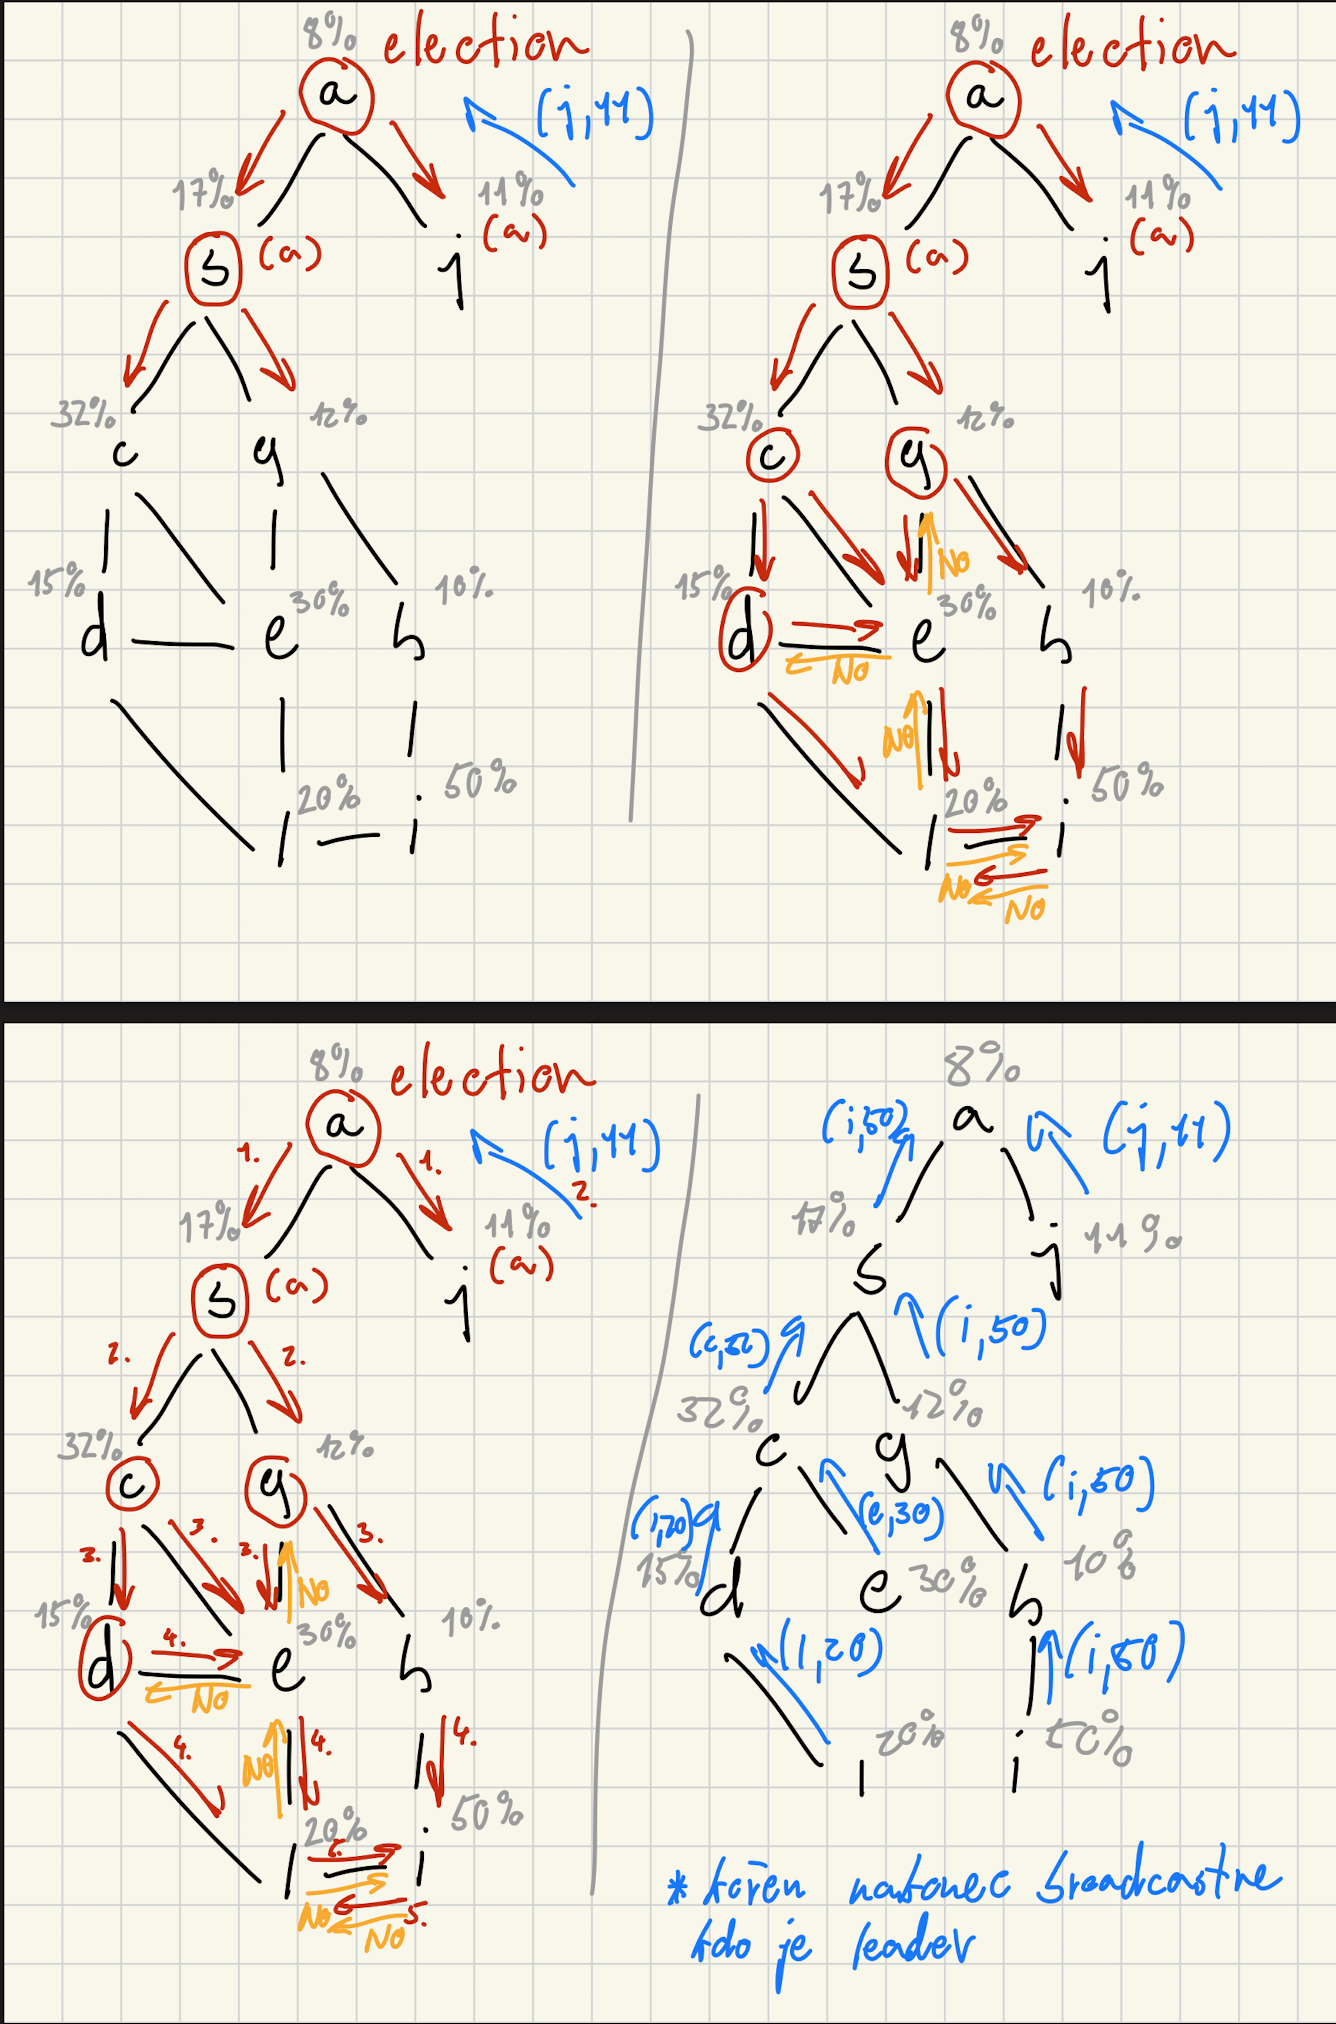 8% election
a
(j,11)
17% 11%
s (a) (a)
j
32% 12%
c g
15% 30% 10%
d e h
20% 50%
l i
8% election
a
(j,11)
17% 11%
s (a) (a)
j
32% 12%
c g
NO
15% 30% 10%
d e h
NO
NO
20% 50%
l i
NO NO
8% election
a
1. 1. (j,11)
2.
17% 11%
s (a) (a)
j
2. 2.
32% 12%
c g
3. 3. 3. 3.
NO
15% 30% 10%
d 4. e h
NO
4. NO 4. 4.
20% 50%
l 5. i
NO 5.
NO
8%
(i,50) a (j,11)
17% 11%
s j
(c,32) (i,50)
32% 12%
c g
(l,20) (e,30) (i,50)
15% 30% 10%
d e h
(l,20) (i,50)
20% 50%
l i
* kořen nakonec broadcastne
kdo je leader